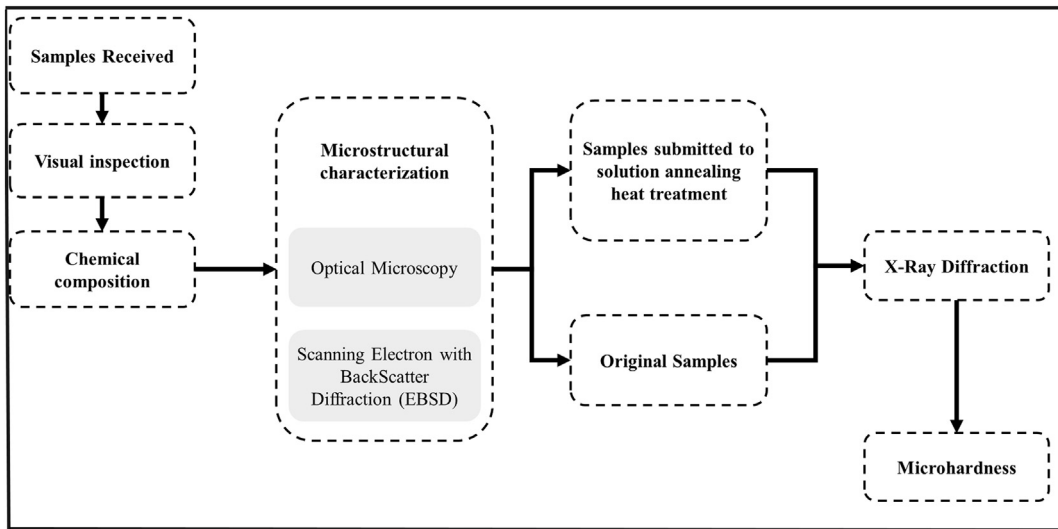 Samples Received
Visual inspection
Chemical
composition
Microstructural
characterization
Optical Microscopy
Scanning Electron with
BackScatter
Diffraction (EBSD)
Samples submitted to
solution annealing
heat treatment
Original Samples
X-Ray Diffraction
Microhardness